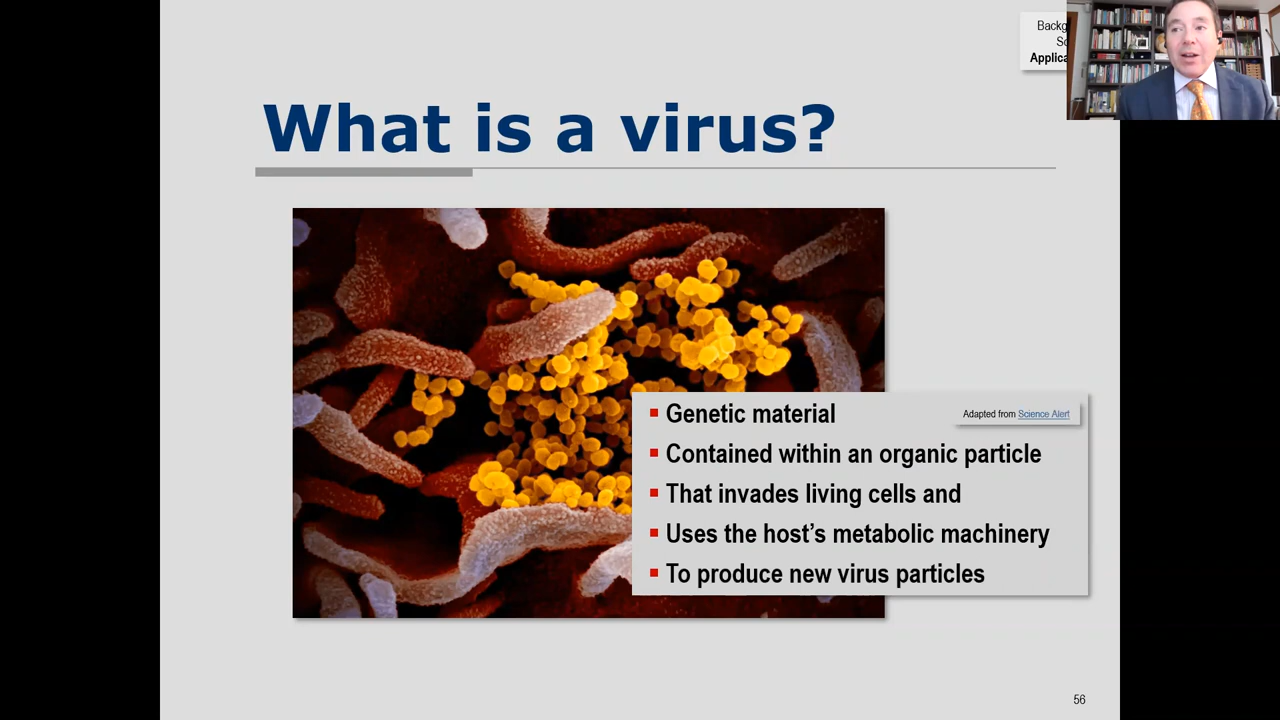 What is a virus?
Genetic material
Adapted from Science Alert
Contained within an organic particle
That invades living cells and
Uses the host’s metabolic machinery
To produce new virus particles
56